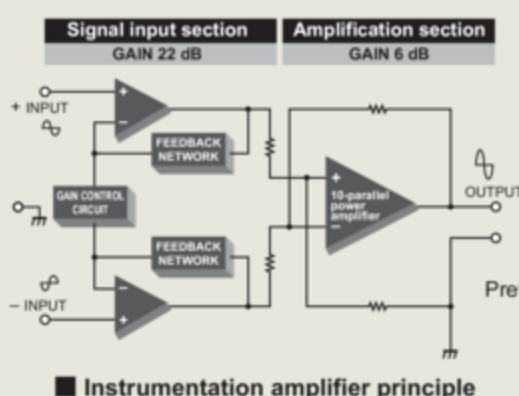 Signal input section
GAIN 22 dB
Amplification section
GAIN 6 dB
+ INPUT
+
−
FEEDBACK
NETWORK
GAIN CONTROL
CIRCUIT
FEEDBACK
NETWORK
− INPUT
−
+
+
10-parallel
power
amplifier
−
OUTPUT
Pre
Instrumentation amplifier principle